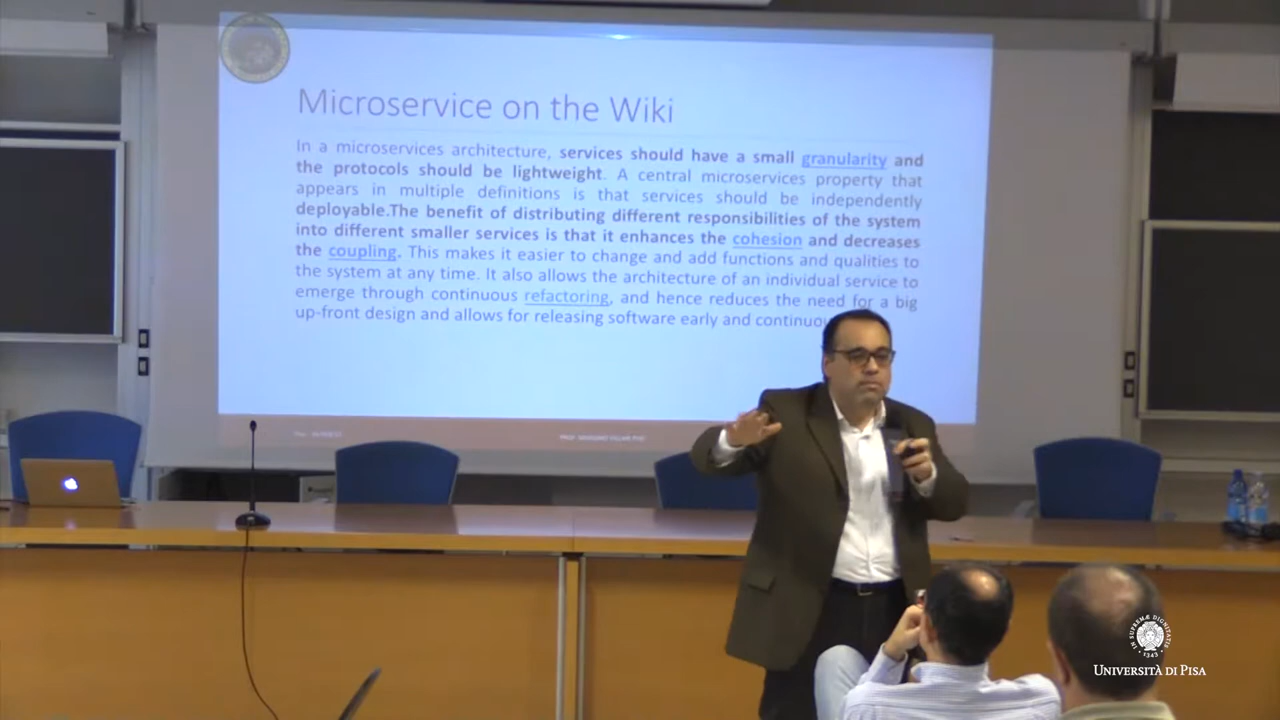 Microservice on the Wiki
In a microservices architecture, services should have a small granularity and
the protocols should be lightweight. A central microservices property that
appears in multiple definitions is that services should be independently
deployable.The benefit of distributing different responsibilities of the system
into different smaller services is that it enhances the cohesion and decreases
the coupling. This makes it easier to change and add functions and qualities to
the system at any time. It also allows the architecture of an individual service to
emerge through continuous refactoring, and hence reduces the need for a big
up-front design and allows for releasing software early and
IN SUPREMÆ DIGNITATIS
1343
UNIVERSITÀ DI PISA